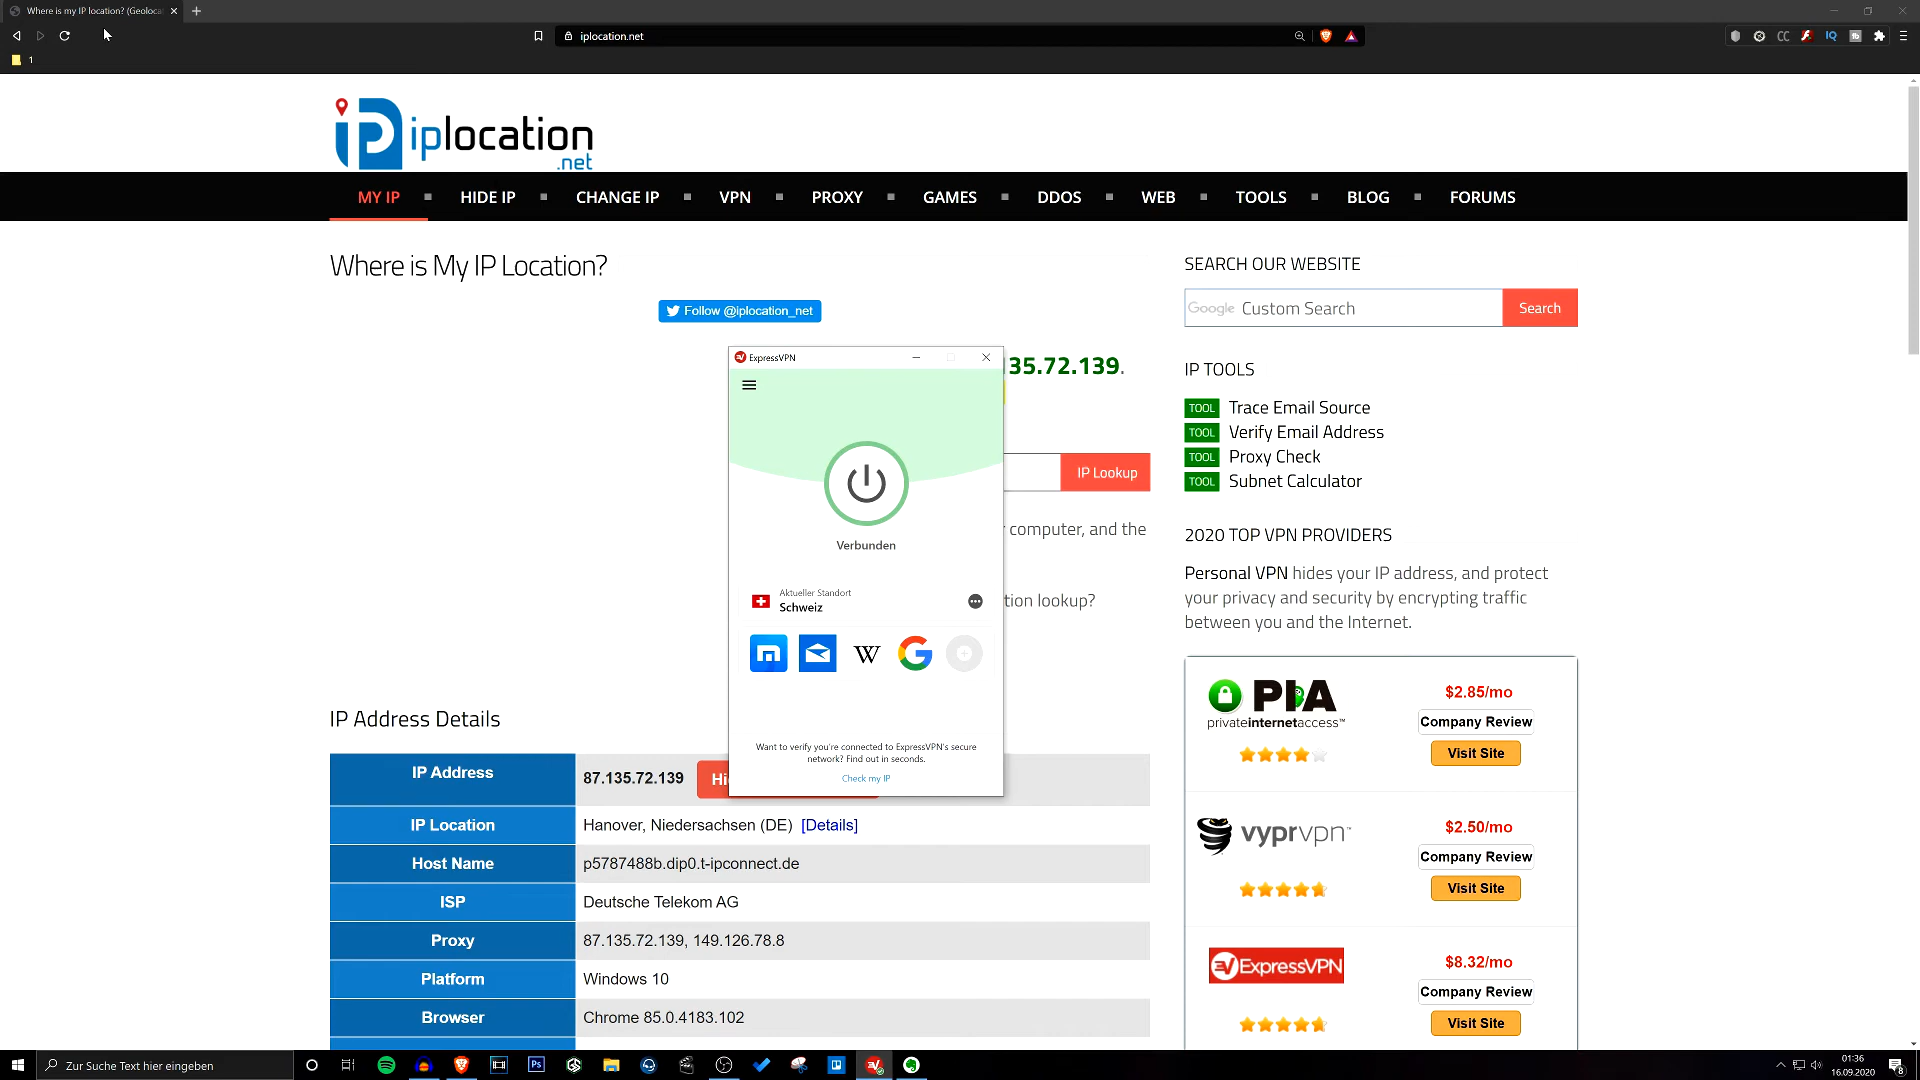 Where is my IP location? (Geoloca
iplocation.net
CC
IQ
1
iplocation
.net
MY IP
HIDE IP
CHANGE IP
VPN
PROXY
GAMES
DDOS
WEB
TOOLS
BLOG
FORUMS
Where is My IP Location?
Follow @iplocation_net
35.72.139.
IP Lookup
computer, and the
tion lookup?
ExpressVPN
Verbunden
Aktueller Standort
Schweiz
W
Want to verify you're connected to ExpressVPN's secure
network? Find out in seconds.
Check my IP
IP Address Details
IP Address
87.135.72.139
Hi
IP Location
Hanover, Niedersachsen (DE) [Details]
Host Name
p5787488b.dip0.t-ipconnect.de
ISP
Deutsche Telekom AG
Proxy
87.135.72.139, 149.126.78.8
Platform
Windows 10
Browser
Chrome 85.0.4183.102
SEARCH OUR WEBSITE
Google Custom Search
Search
IP TOOLS
TOOL Trace Email Source
TOOL Verify Email Address
TOOL Proxy Check
TOOL Subnet Calculator
2020 TOP VPN PROVIDERS
Personal VPN hides your IP address, and protect
your privacy and security by encrypting traffic
between you and the Internet.
PIA
privateinternetaccess™
$2.85/mo
Company Review
Visit Site
vyprvpn™
$2.50/mo
Company Review
Visit Site
ExpressVPN
$8.32/mo
Company Review
Visit Site
Zur Suche Text hier eingeben
Ps
01:36
16.09.2020
8